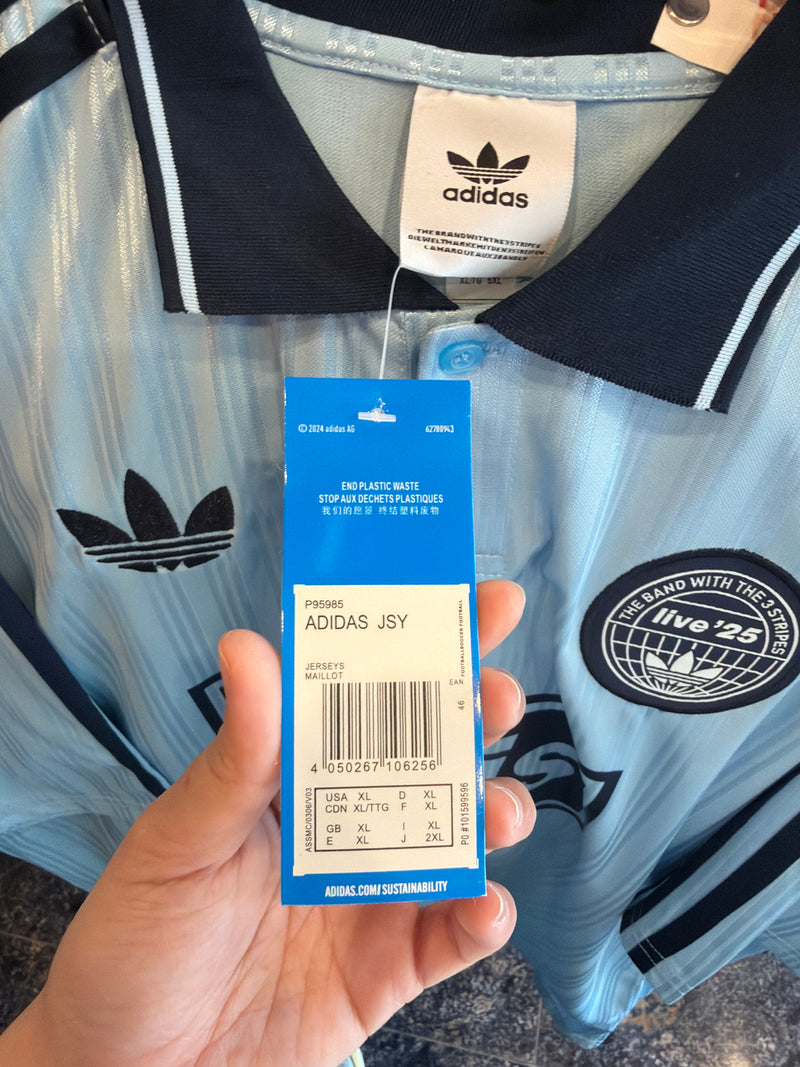 adidas
THE BRAND WITH THE 3 STRIPES
DIE WELTMARKE MIT DEN 3 STREIFEN
LA MARQUE AUX 3 BANDES
XL/TG
© 2024 adidas AG
62780943
END PLASTIC WASTE
STOP AUX DECHETS PLASTIQUES
我们的愿景 终结塑料废物
P95985
ADIDAS JSY
JERSEYS
MAILLOT
EAN
46
FOOTBALL/SOCCER FOOTBALL
4 050267 106256
ASSMC/0306/V03
USA XL D XL
CDN XL/TTG F XL
GB XL I XL
E XL J 2XL
PO #101599596
ADIDAS.COM/SUSTAINABILITY
THE BAND WITH THE 3 STRIPES
live '25